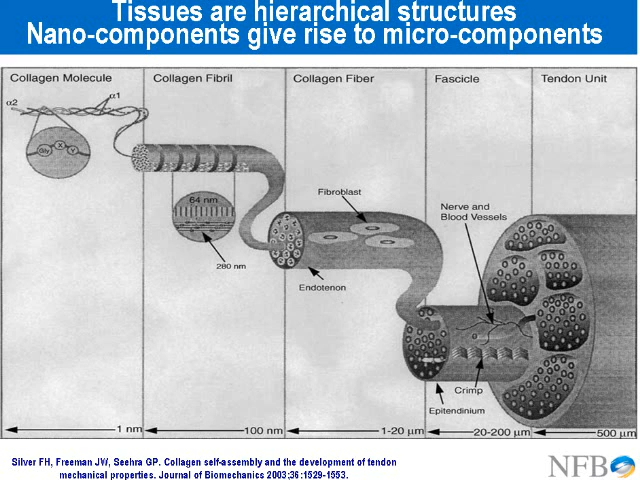 Tissues are hierarchical structures
Nano-components give rise to micro-components
Collagen Molecule
Collagen Fibril
Collagen Fiber
Fascicle
Tendon Unit
α2
α1
Gly
X
Y
64 nm
280 nm
Fibroblast
Endotenon
Nerve and
Blood Vessels
Crimp
Epitendinium
1 nm
100 nm
1-20 μm
20-200 μm
500 μm
Silver FH, Freeman JW, Seehra GP. Collagen self-assembly and the development of tendon
mechanical properties. Journal of Biomechanics 2003;36:1529-1553.
NFB